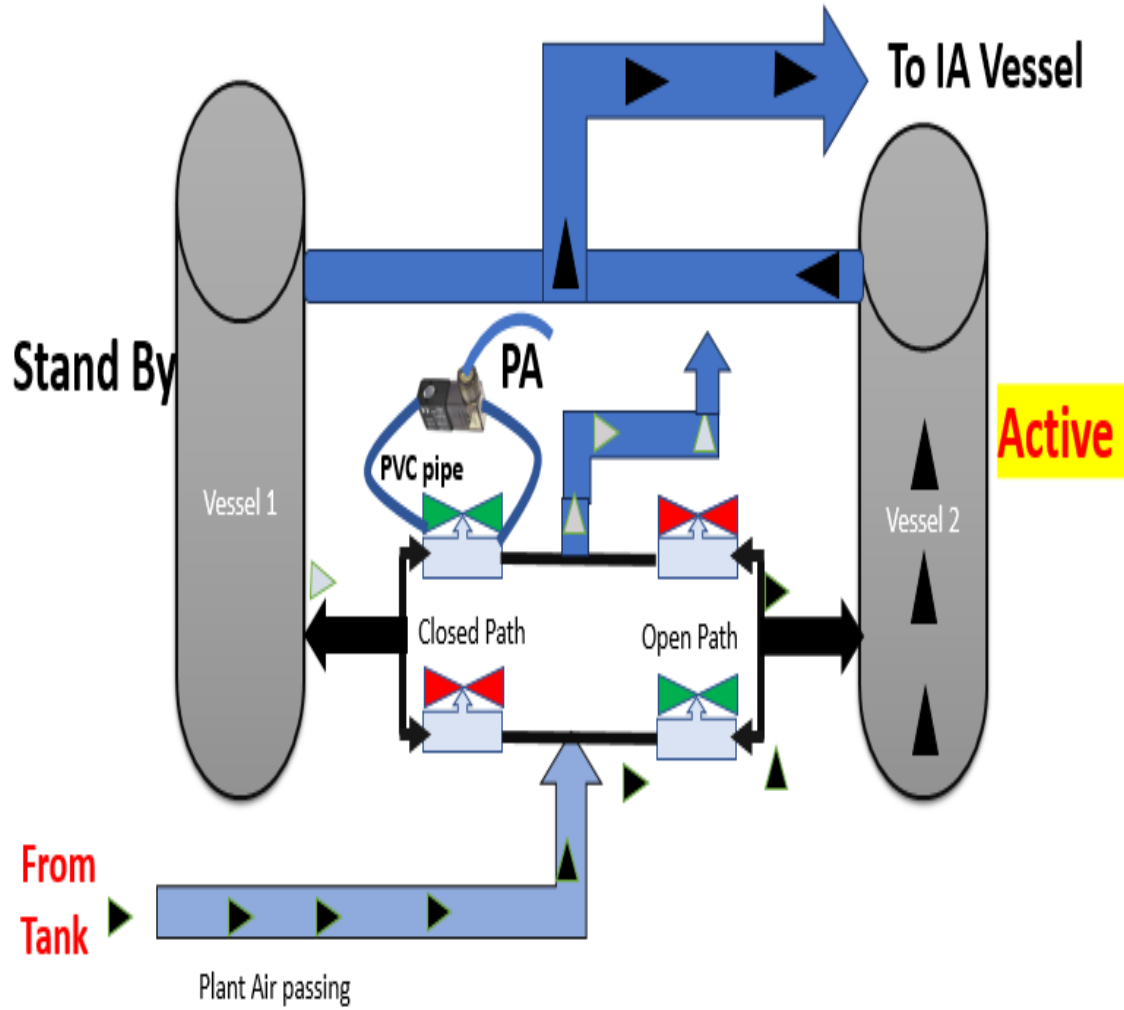 To IA Vessel
Stand By
PA
PVC pipe
Active
Vessel 1
Vessel 2
Closed Path
Open Path
From
Tank
Plant Air passing